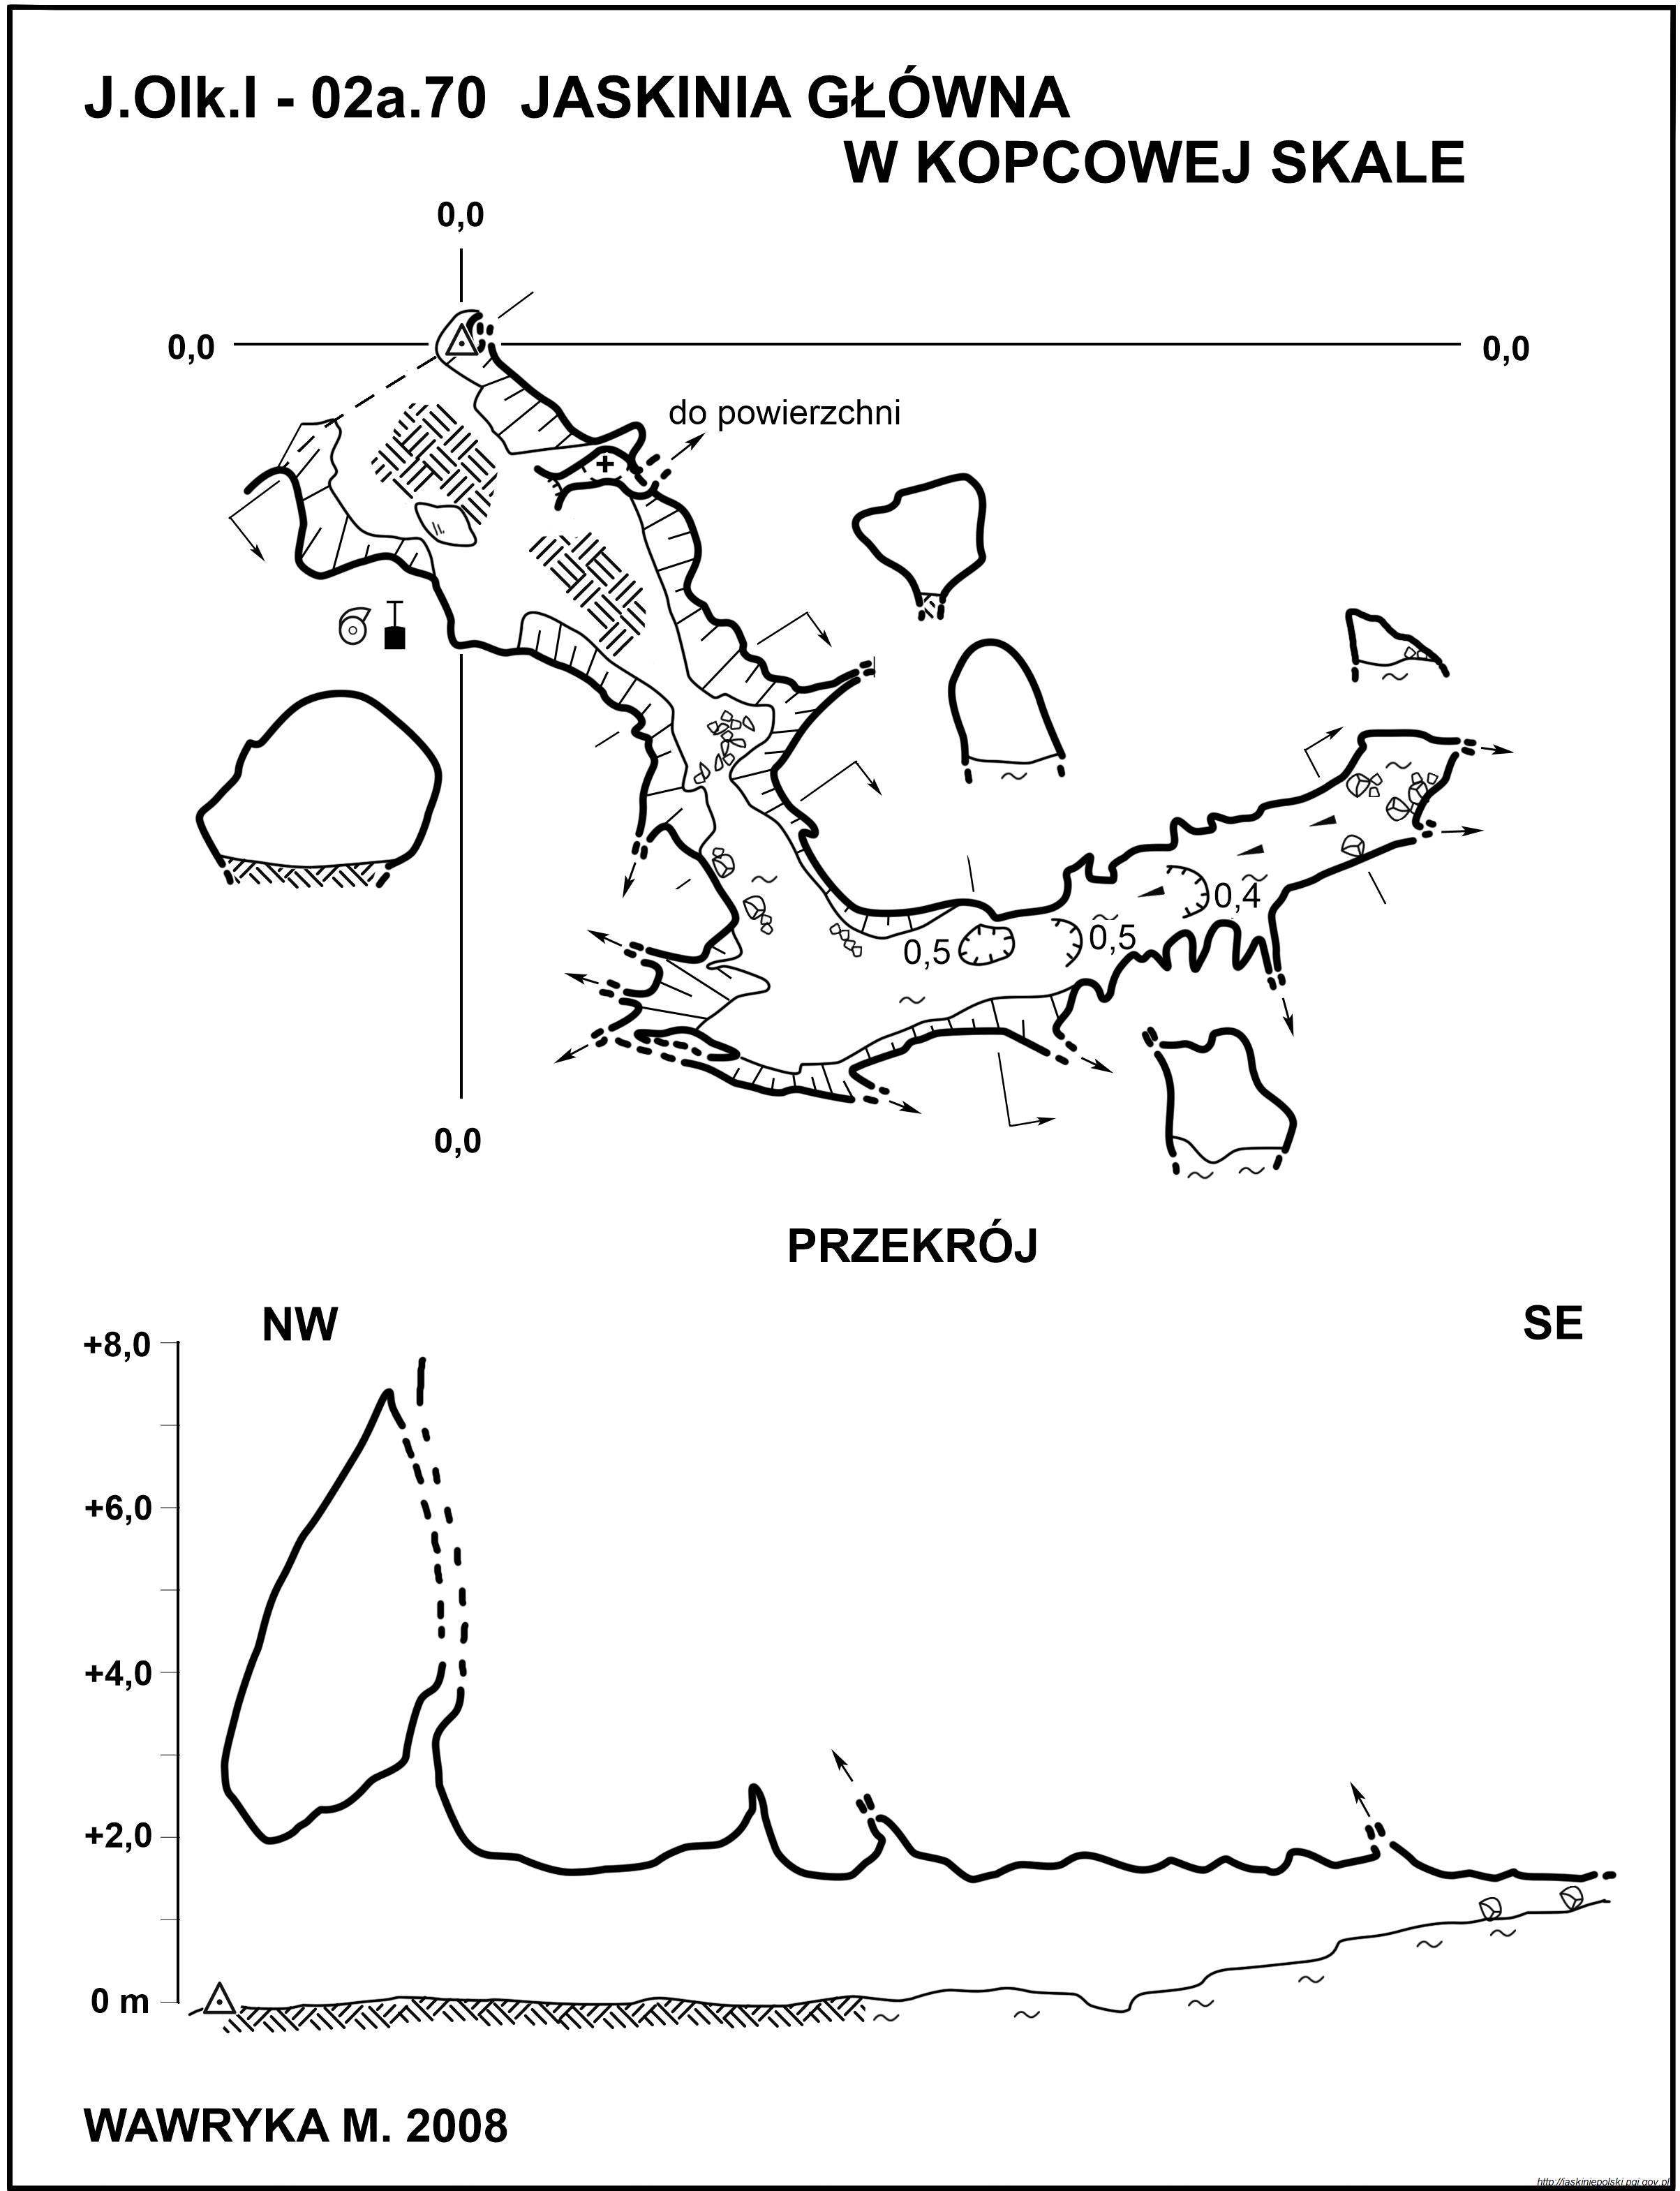 J.Olk.I - 02a.70 JASKINIA GŁÓWNA
W KOPCOWEJ SKALE
0,0
0,0
0,0
do powierzchni
0,4
0,5
0,5
0,0
PRZEKRÓJ
NW
SE
+8,0
+6,0
+4,0
+2,0
0 m
WAWRYKA M. 2008
http://jaskiniepolski.pgi.gov.pl